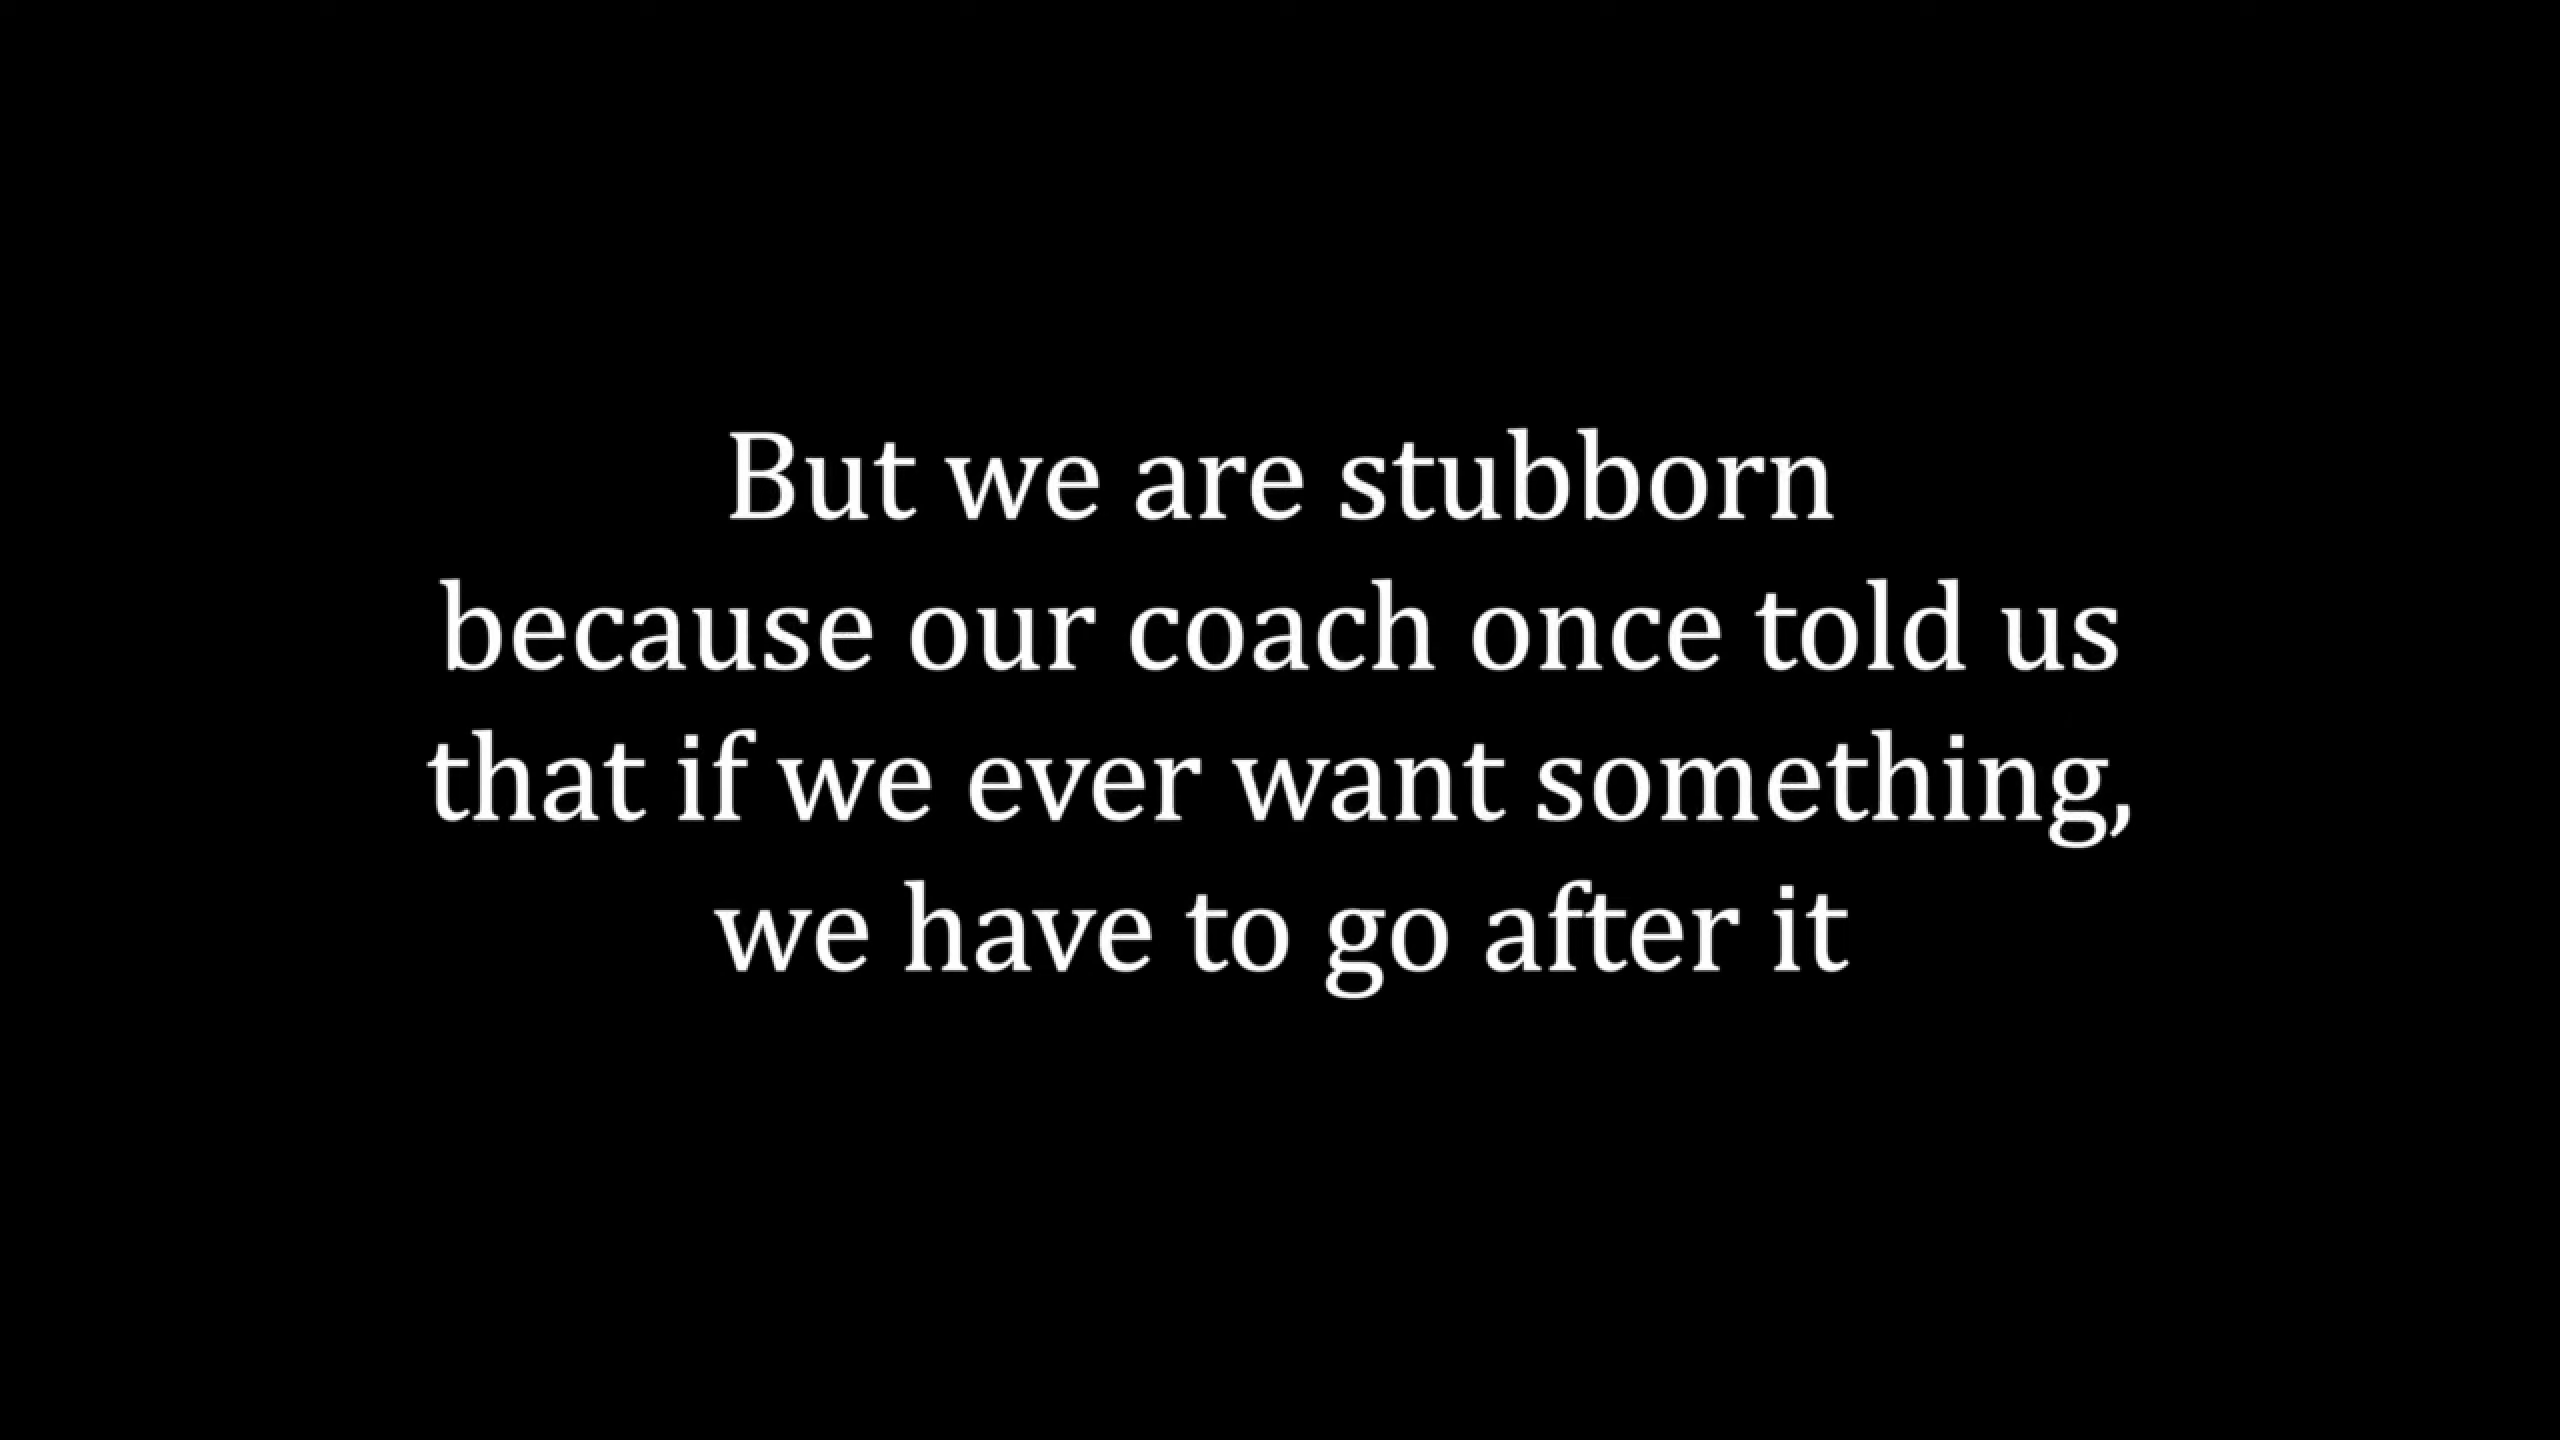 But we are stubborn
because our coach once told us
that if we ever want something,
we have to go after it